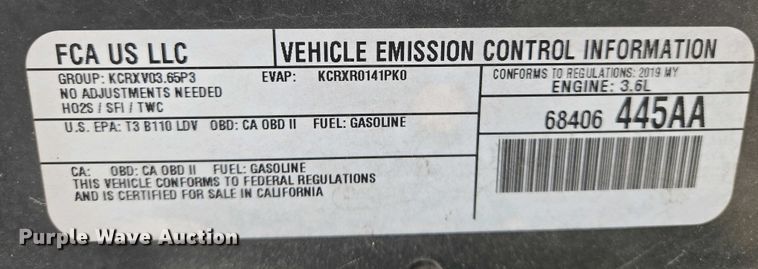 FCA US LLC
VEHICLE EMISSION CONTROL INFORMATION
GROUP: KCRXV03.65P3
EVAP: KCRXR0141PK0
NO ADJUSTMENTS NEEDED
HO2S / SFI / TWC
CONFORMS TO REGULATIONS: 2019 MY
ENGINE: 3.6L
U.S. EPA: T3 B110 LDV OBD: CA OBD II FUEL: GASOLINE
68406 445AA
CA: OBD: CA OBD II FUEL: GASOLINE
THIS VEHICLE CONFORMS TO FEDERAL REGULATIONS
AND IS CERTIFIED FOR SALE IN CALIFORNIA
Purple Wave Auction